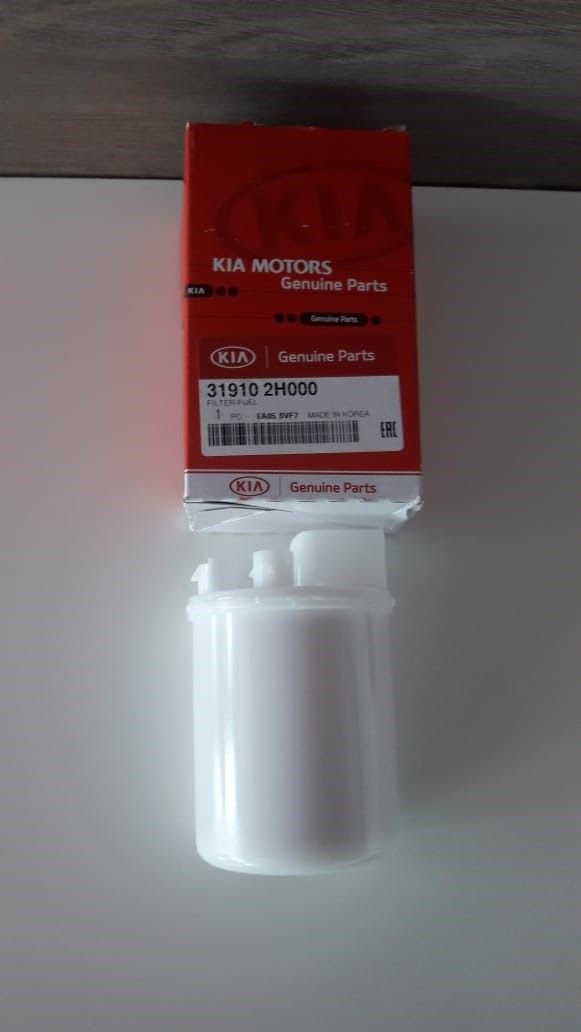 KIA
KIA MOTORS
Genuine Parts
KIA
Genuine Parts
KIA Genuine Parts
31910 2H000
FILTER-FUEL
1 PC EA05 SVF7 MADE IN KOREA
EAC
KIA Genuine Parts